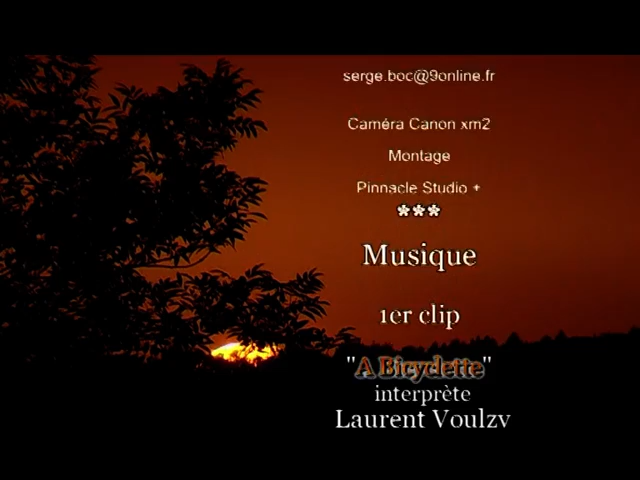 serge.boc@9online.fr
Caméra Canon xm2
Montage
Pinnacle Studio +
***
Musique
1er clip
"A Bicyclette"
interprète
Laurent Voulzy